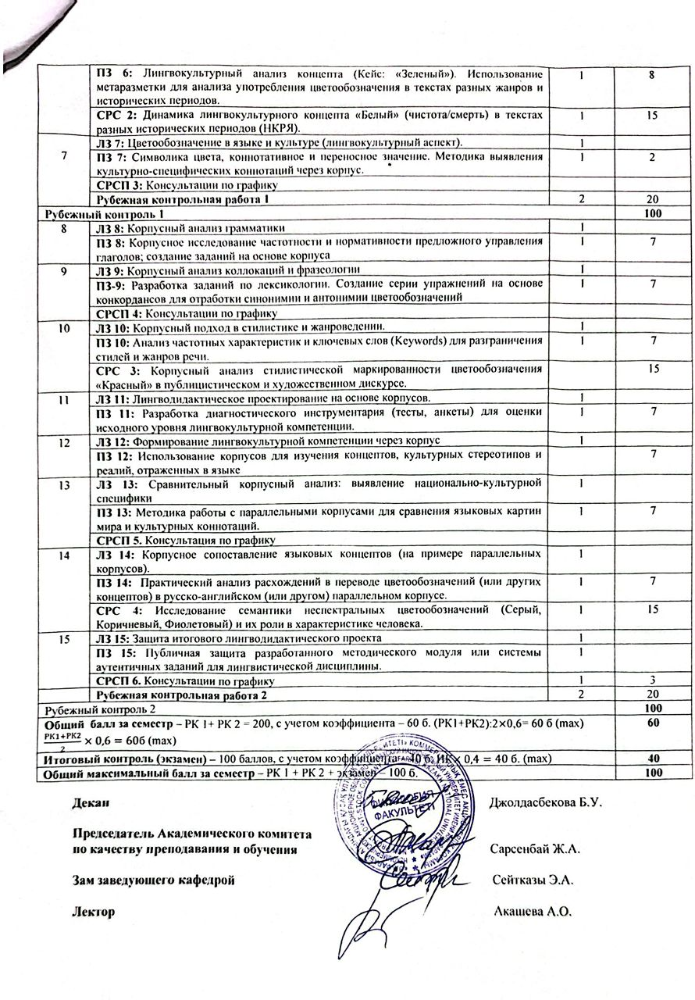 ПЗ 6: Лингвокультурный анализ концепта (Кейс: «Зеленый»). Использование 1 8
метаразметки для анализа употребления цветообозначения в текстах разных жанров и
исторических периодов.
СРС 2: Динамика лингвокультурного концепта «Белый» (чистота/смерть) в текстах 1 15
разных исторических периодов (НКРЯ).
7 ЛЗ 7: Цветообозначение в языке и культуре (лингвокультурный аспект). 1
ПЗ 7: Символика цвета, коннотативное и переносное значение. Методика выявления 1 2
культурно-специфических коннотаций через корпус.
СРСП 3: Консультации по графику
Рубежная контрольная работа 1 2 20
Рубежный контроль 1 100
8 ЛЗ 8: Корпусный анализ грамматики 1
ПЗ 8: Корпусное исследование частотности и нормативности предложного управления 1 7
глаголов; создание заданий на основе корпуса
9 ЛЗ 9: Корпусный анализ коллокаций и фразеологии 1
ПЗ-9: Разработка заданий по лексикологии. Создание серии упражнений на основе 1 7
конкордансов для отработки синонимии и антонимии цветообозначений
СРСП 4: Консультации по графику
10 ЛЗ 10: Корпусный подход в стилистике и жанроведении. 1
ПЗ 10: Анализ частотных характеристик и ключевых слов (Keywords) для разграничения 1 7
стилей и жанров речи.
СРС 3: Корпусный анализ стилистической маркированности цветообозначения 15
«Красный» в публицистическом и художественном дискурсе.
11 ЛЗ 11: Лингводидактическое проектирование на основе корпусов. 1
ПЗ 11: Разработка диагностического инструментария (тесты, анкеты) для оценки 1 7
исходного уровня лингвокультурной компетенции.
12 ЛЗ 12: Формирование лингвокультурной компетенции через корпус 1
ПЗ 12: Использование корпусов для изучения концептов, культурных стереотипов и 7
реалий, отраженных в языке
13 ЛЗ 13: Сравнительный корпусный анализ: выявление национально-культурной 1
специфики
ПЗ 13: Методика работы с параллельными корпусами для сравнения языковых картин 1 7
мира и культурных коннотаций.
СРСП 5. Консультация по графику
14 ЛЗ 14: Корпусное сопоставление языковых концептов (на примере параллельных 1
корпусов).
ПЗ 14: Практический анализ расхождений в переводе цветообозначений (или других 1 7
концептов) в русско-английском (или другом) параллельном корпусе.
СРС 4: Исследование семантики неспектральных цветообозначений (Серый, 1 15
Коричневый, Фиолетовый) и их роли в характеристике человека.
15 ЛЗ 15: Защита итогового лингводидактического проекта 1
ПЗ 15: Публичная защита разработанного методического модуля или системы 1
аутентичных заданий для лингвистической дисциплины.
СРСП 6. Консультации по графику 1 3
Рубежная контрольная работа 2 2 20
Рубежный контроль 2 100
Общий балл за семестр – РК 1+ РК 2 = 200, с учетом коэффициента – 60 б. (РК1+РК2):2×0,6= 60 б (max) 60
РК1+РК2/2 × 0,6 = 60б (max)
Итоговый контроль (экзамен) – 100 баллов, с учетом коэффициента – 40 б. ИК × 0,4 = 40 б. (max) 40
Общий максимальный балл за семестр – РК 1 + РК 2 + экзамен – 100 б. 100
Декан Джолдасбекова Б.У.
ФИЛОЛОГИЯ
ФАКУЛЬТЕТІ
Председатель Академического комитета
по качеству преподавания и обучения Сарсенбай Ж.А.
Зам заведующего кафедрой Сейтказы Э.А.
Лектор Акашева А.О.